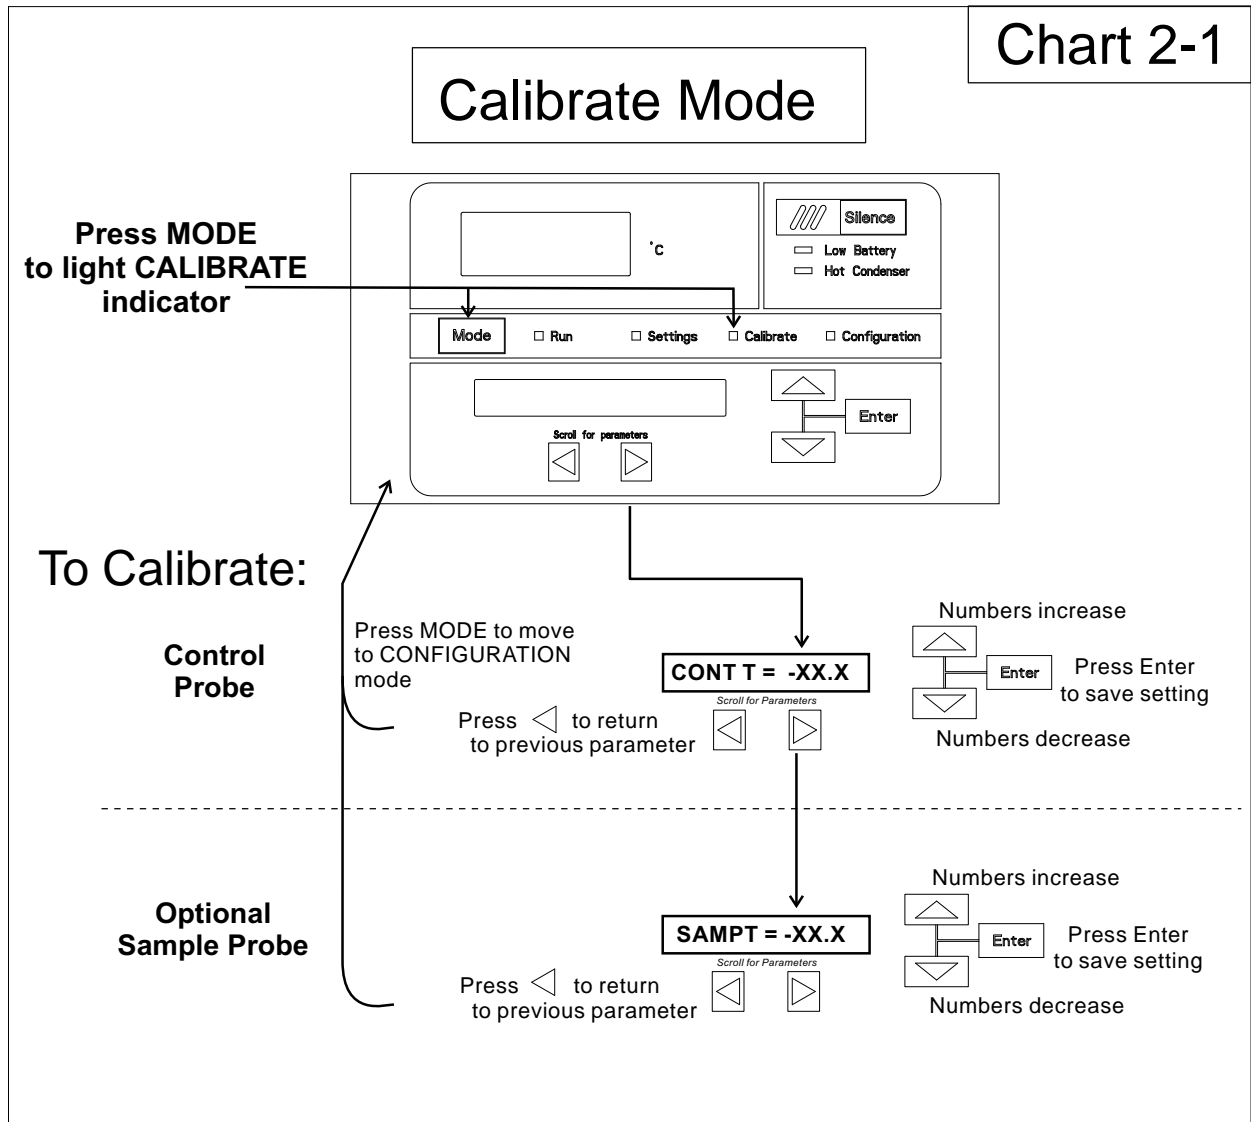 Chart 2-1
Calibrate Mode
Press MODE
to light CALIBRATE
indicator
°C
Silence
Low Battery
Hot Condenser
Mode
Run
Settings
Calibrate
Configuration
Scroll for parameters
Enter
To Calibrate:
Control
Probe
Press MODE to move
to CONFIGURATION
mode
CONT T = -XX.X
Scroll for Parameters
Press to return
to previous parameter
Numbers increase
Enter
Press Enter
to save setting
Numbers decrease
Optional
Sample Probe
SAMPT = -XX.X
Scroll for Parameters
Press to return
to previous parameter
Numbers increase
Enter
Press Enter
to save setting
Numbers decrease